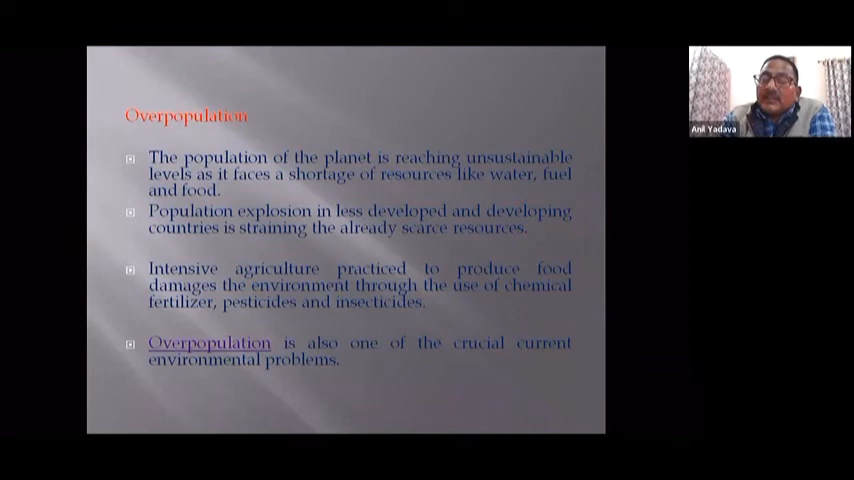 Overpopulation
The population of the planet is reaching unsustainable
levels as it faces a shortage of resources like water, fuel
and food.
Population explosion in less developed and developing
countries is straining the already scarce resources.
Intensive agriculture practiced to produce food
damages the environment through the use of chemical
fertilizer, pesticides and insecticides.
Overpopulation is also one of the crucial current
environmental problems.
Anil Yadava